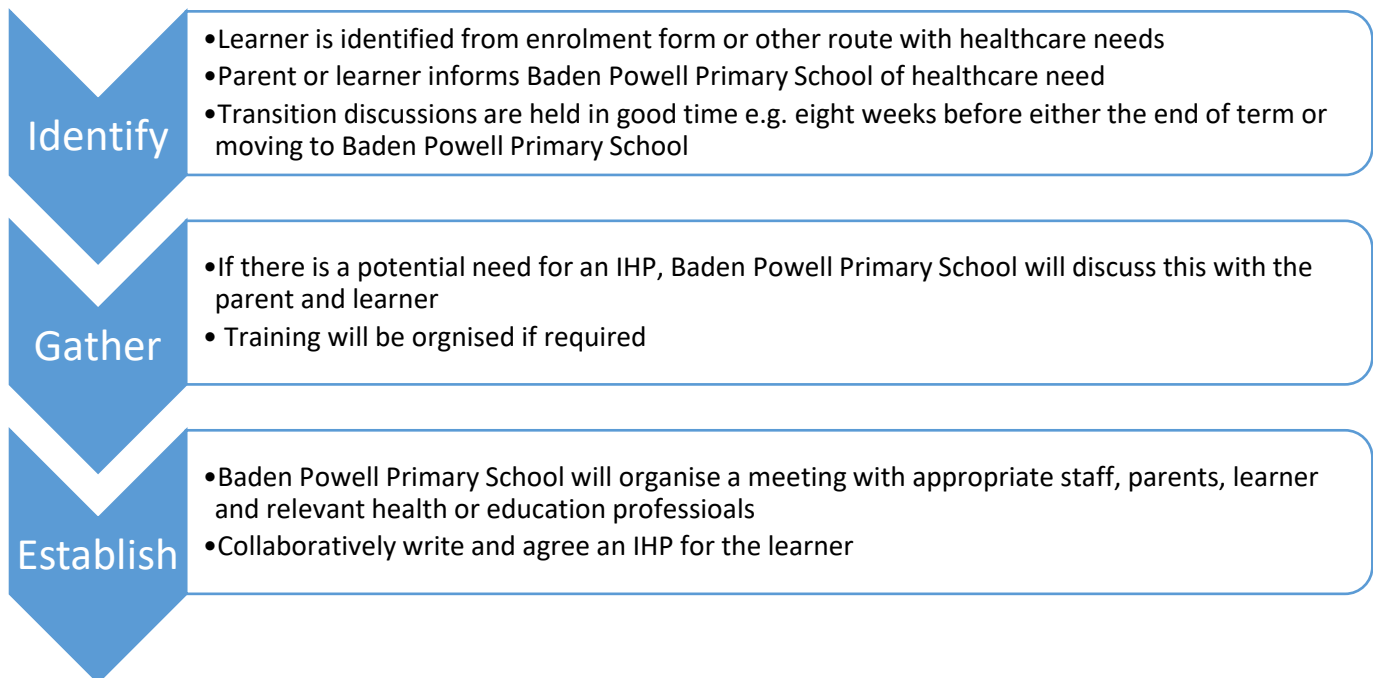 Identify
•Learner is identified from enrolment form or other route with healthcare needs
•Parent or learner informs Baden Powell Primary School of healthcare need
•Transition discussions are held in good time e.g. eight weeks before either the end of term or
moving to Baden Powell Primary School
Gather
•If there is a potential need for an IHP, Baden Powell Primary School will discuss this with the
parent and learner
• Training will be orgnised if required
Establish
•Baden Powell Primary School will organise a meeting with appropriate staff, parents, learner
and relevant health or education professioals
•Collaboratively write and agree an IHP for the learner